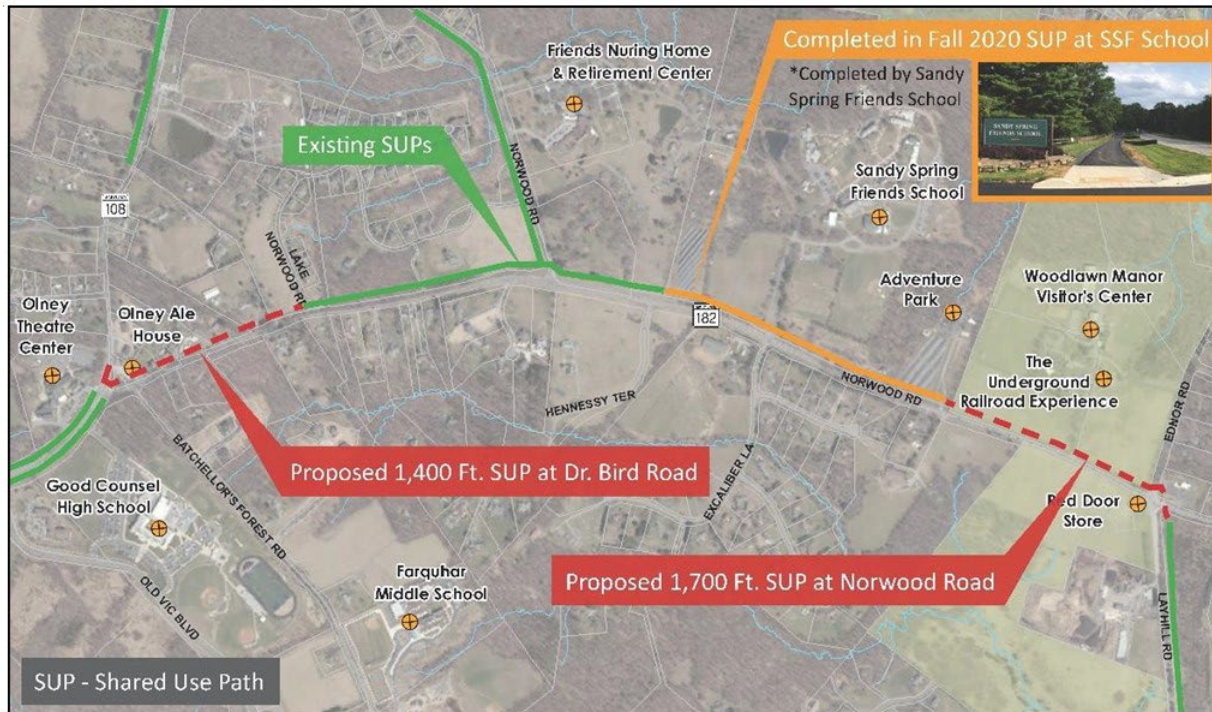 Completed in Fall 2020 SUP at SSF School
*Completed by Sandy
Spring Friends School
SANDY SPRING
FRIENDS SCHOOL
Friends Nuring Home
& Retirement Center
Existing SUPs
NORWOOD RD
Sandy Spring
Friends School
108
LAKE
NORWOOD RD
Adventure
Park
Woodlawn Manor
Visitor's Center
Olney
Theatre
Center
Olney Ale
House
182
The
Underground
Railroad Experience
NORWOOD RD
HENNESSY TER
EDNOR RD
BATCHELLOR'S FOREST RD
Proposed 1,400 Ft. SUP at Dr. Bird Road
EXCALIBER LA
Good Counsel
High School
Red Door
Store
OLD VIC BLVD
Farquhar
Middle School
Proposed 1,700 Ft. SUP at Norwood Road
LAYHILL RD
SUP - Shared Use Path